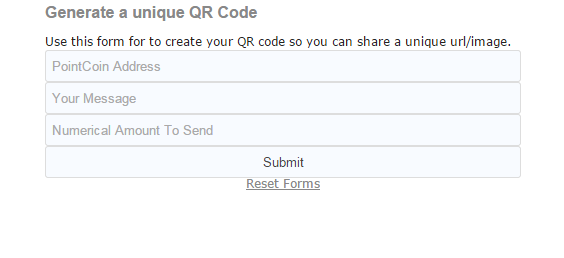 Generate a unique QR Code
Use this form for to create your QR code so you can share a unique url/image.
PointCoin Address
Your Message
Numerical Amount To Send
Submit
Reset Forms